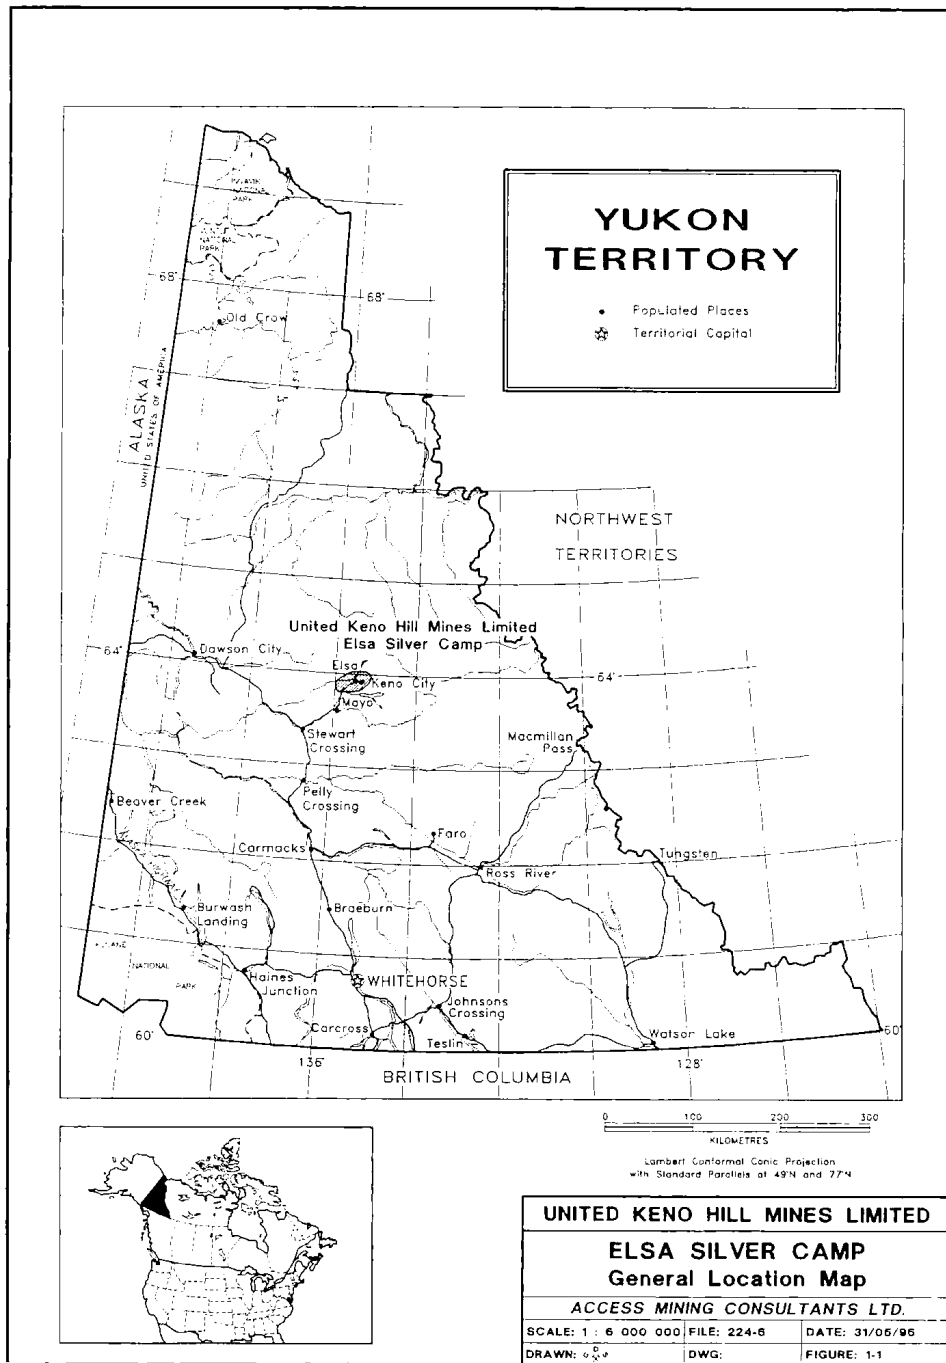 YUKON
TERRITORY
Populated Places
Territorial Capital
NATIONAL
PARK
NATIONAL
PARK
68°
68°
Old Crow
ALASKA
UNITED STATES OF AMERICA
NORTHWEST
TERRITORIES
United Keno Hill Mines Limited
Elsa Silver Camp
64°
Dawson City
Elsa
Keno City
64°
Mayo
Stewart
Crossing
Macmillan
Pass
Pelly
Crossing
Beaver Creek
Faro
Carmacks
Ross River
Tungsten
Burwash
Landing
Braeburn
KLUANE
NATIONAL
PARK
Haines
Junction
WHITEHORSE
Johnsons
Crossing
Carcross
Teslin
Watson Lake
60°
60°
136°
128°
BRITISH COLUMBIA
0 100 200 300
KILOMETRES
Lambert Conformal Conic Projection
with Standard Parallels at 49°N and 77°N
UNITED KENO HILL MINES LIMITED
ELSA SILVER CAMP
General Location Map
ACCESS MINING CONSULTANTS LTD.
SCALE: 1 : 6 000 000 FILE: 224-6 DATE: 31/05/96
DRAWN: DWG: FIGURE: 1-1